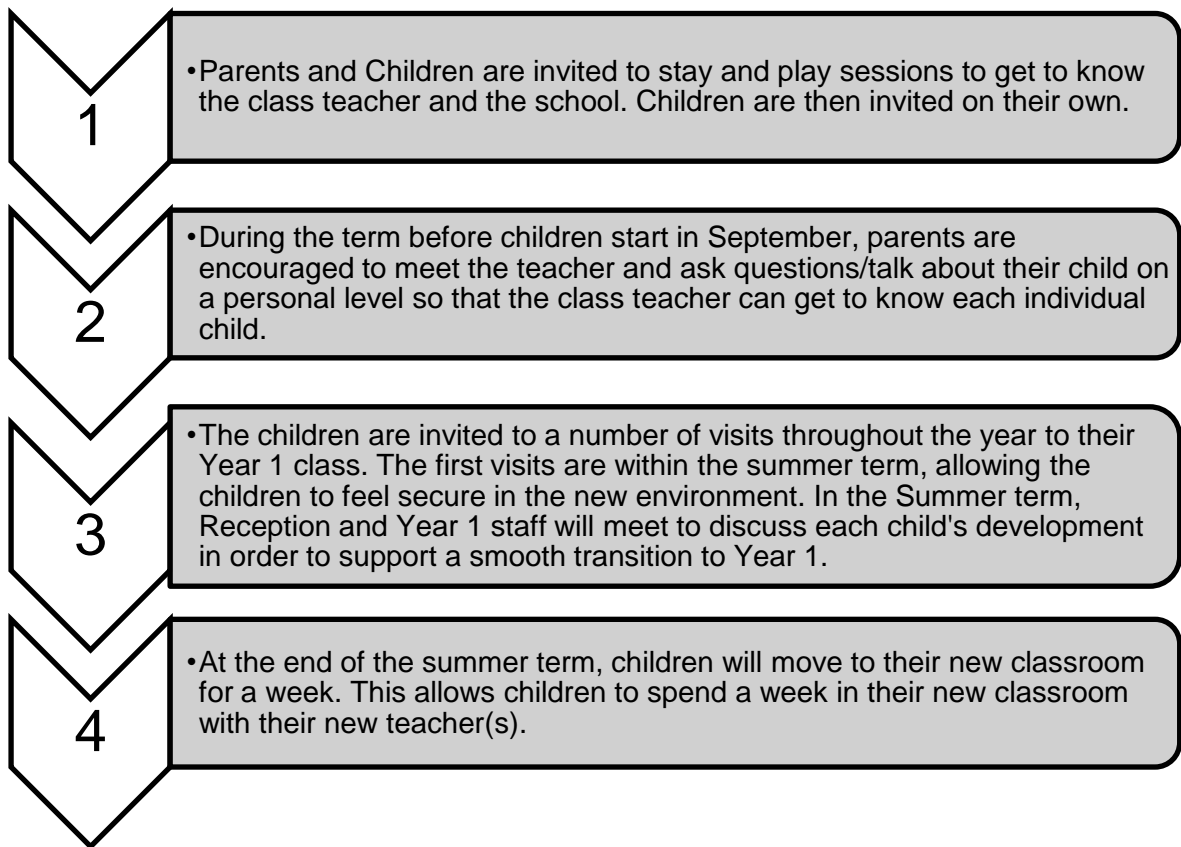 1
•Parents and Children are invited to stay and play sessions to get to know
the class teacher and the school. Children are then invited on their own.
2
•During the term before children start in September, parents are
encouraged to meet the teacher and ask questions/talk about their child on
a personal level so that the class teacher can get to know each individual
child.
3
•The children are invited to a number of visits throughout the year to their
Year 1 class. The first visits are within the summer term, allowing the
children to feel secure in the new environment. In the Summer term,
Reception and Year 1 staff will meet to discuss each child's development
in order to support a smooth transition to Year 1.
4
•At the end of the summer term, children will move to their new classroom
for a week. This allows children to spend a week in their new classroom
with their new teacher(s).